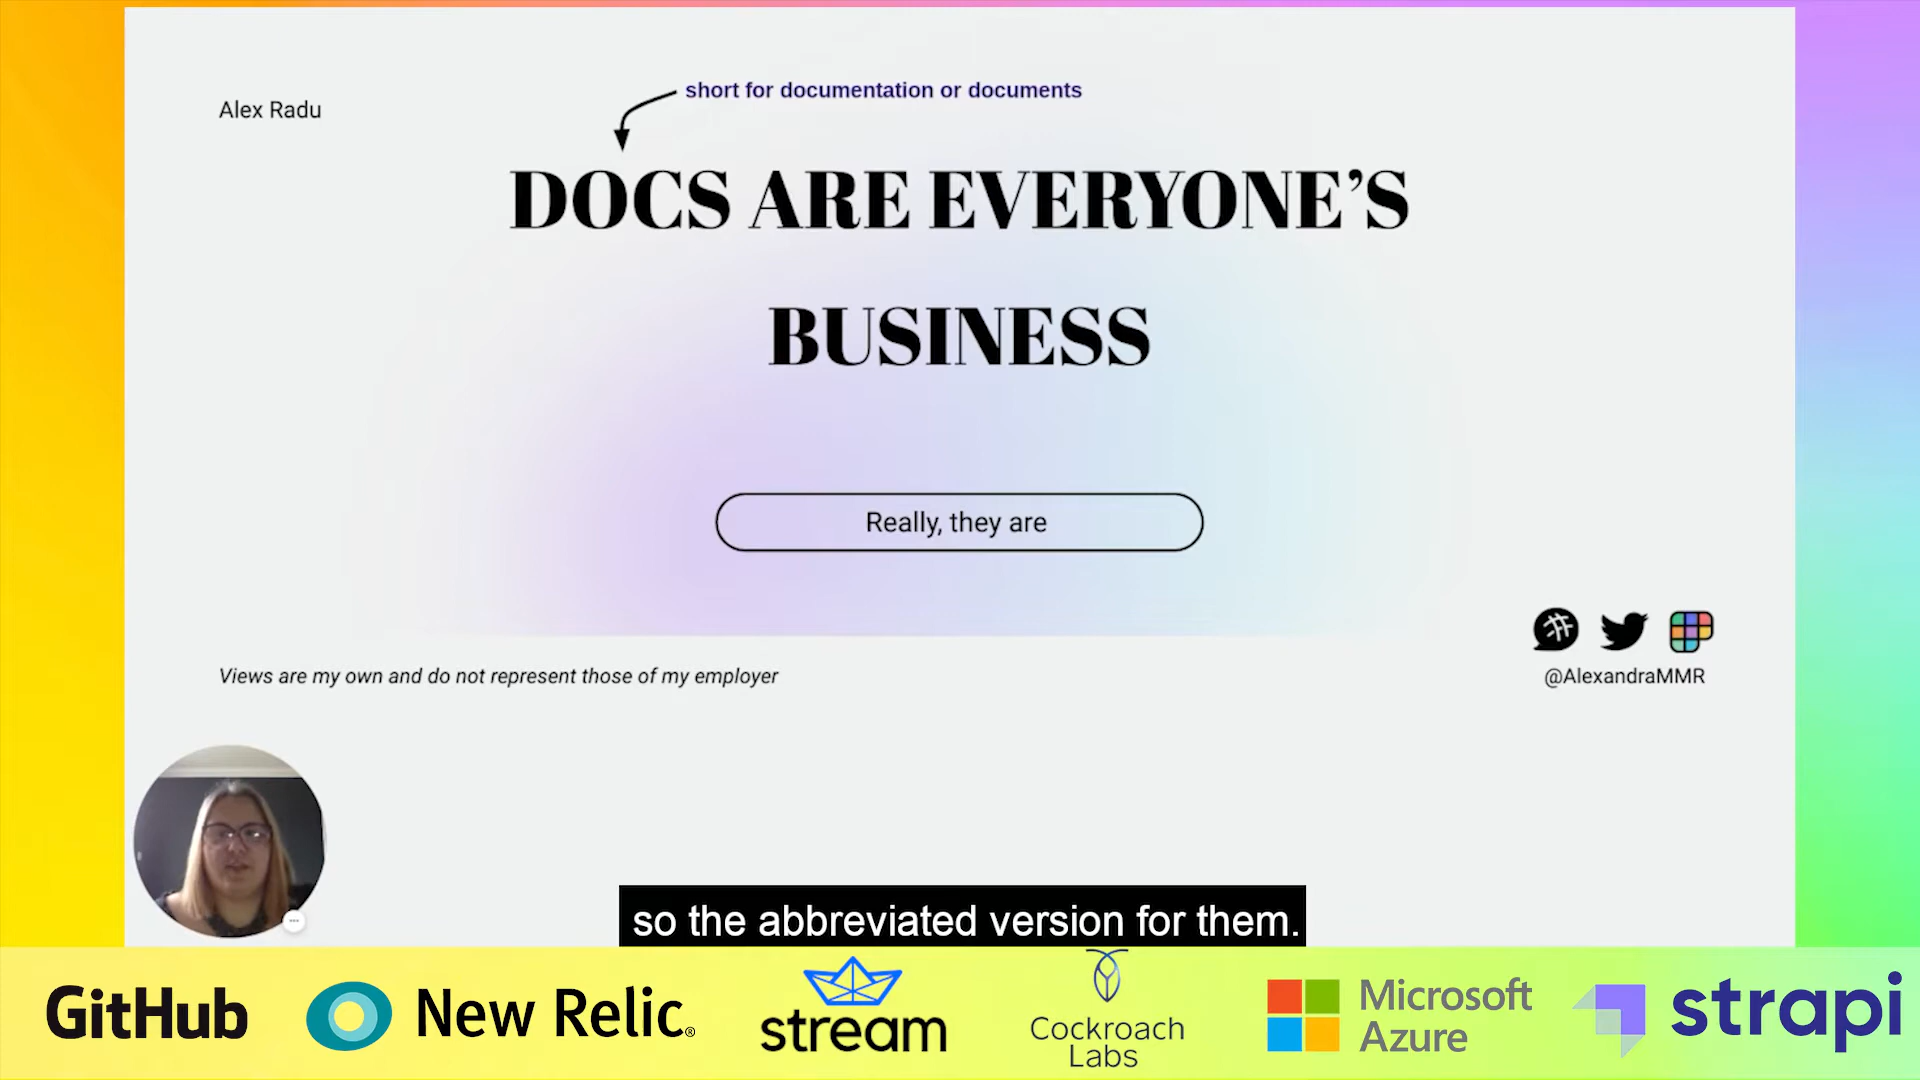 Alex Radu
short for documentation or documents
DOCS ARE EVERYONE’S
BUSINESS
Really, they are
Views are my own and do not represent those of my employer
@AlexandraMMR
so the abbreviated version for them.
GitHub
New Relic®
stream
Cockroach
Labs
Microsoft
Azure
strapi